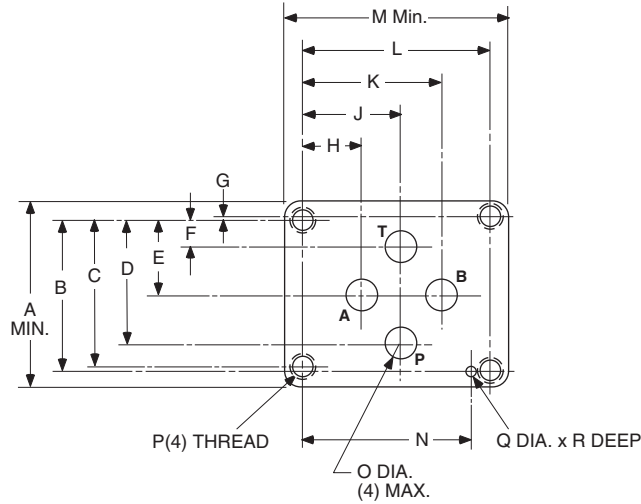 M Min.
L
K
J
H
G
F
E
D
C
B
A
MIN.
T
A
B
P
P(4) THREAD
N
Q DIA. x R DEEP
O DIA.
(4) MAX.